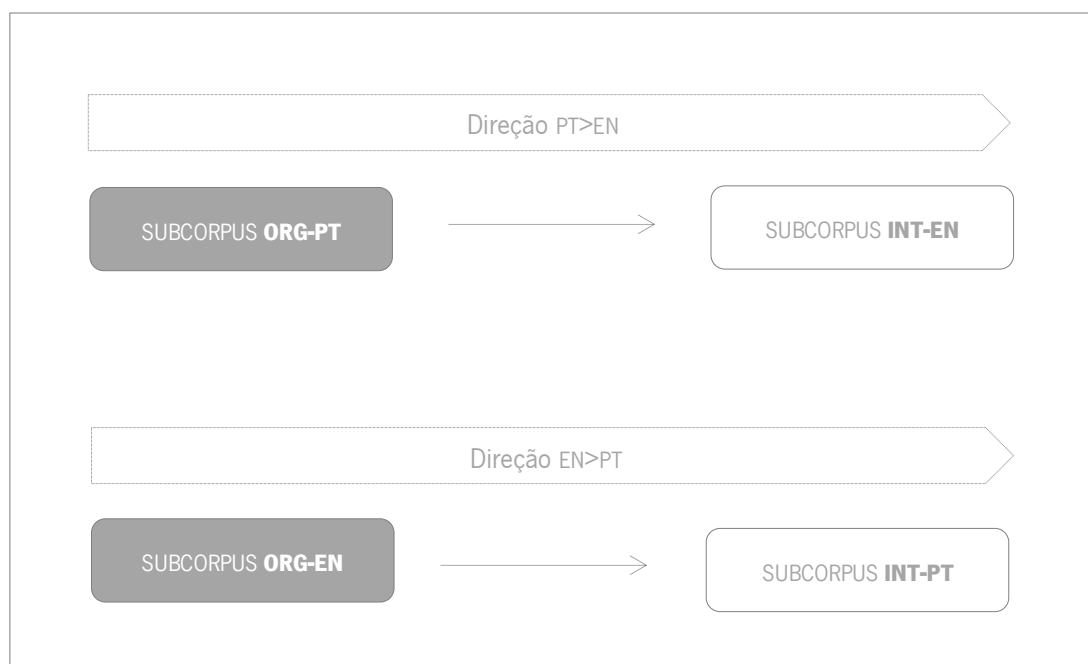 Direção PT>EN
SUBCORPUS ORG-PT
SUBCORPUS INT-EN
Direção EN>PT
SUBCORPUS ORG-EN
SUBCORPUS INT-PT